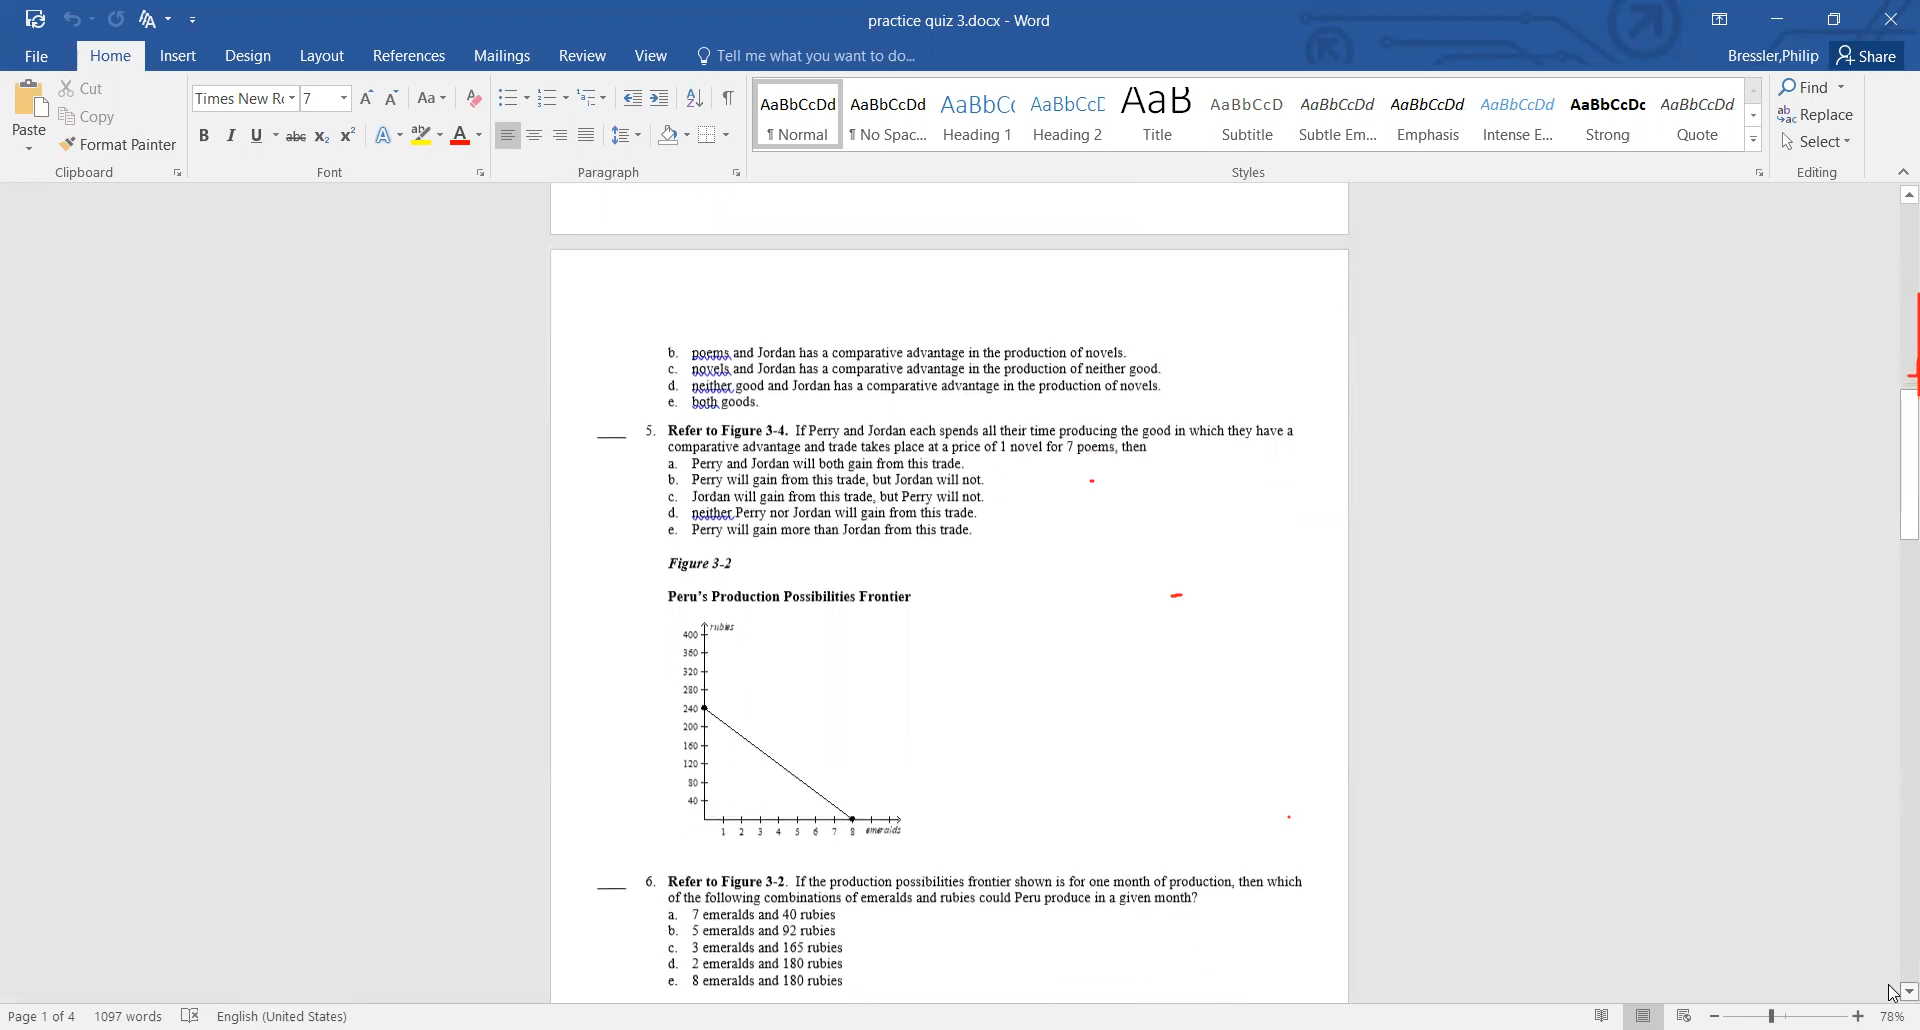 practice quiz 3.docx - Word
File Home Insert Design Layout References Mailings Review View Tell me what you want to do... Bressler,Philip Share
Paste
Cut
Copy
Format Painter
Clipboard
Times New Ro 7
Font
Paragraph
AaBbCcDd AaBbCcDd AaBbCc AaBbCcD AaB AaBbCcD AaBbCcDd AaBbCcDd AaBbCcDd AaBbCcDc AaBbCcDd
¶ Normal ¶ No Spac... Heading 1 Heading 2 Title Subtitle Subtle Em... Emphasis Intense E... Strong Quote
Styles
Find
Replace
Select
Editing
b. poems and Jordan has a comparative advantage in the production of novels.
c. novels and Jordan has a comparative advantage in the production of neither good.
d. neither good and Jordan has a comparative advantage in the production of novels.
e. both goods.
____ 5. Refer to Figure 3-4. If Perry and Jordan each spends all their time producing the good in which they have a
comparative advantage and trade takes place at a price of 1 novel for 7 poems, then
a. Perry and Jordan will both gain from this trade.
b. Perry will gain from this trade, but Jordan will not.
c. Jordan will gain from this trade, but Perry will not.
d. neither Perry nor Jordan will gain from this trade.
e. Perry will gain more than Jordan from this trade.
Figure 3-2
Peru's Production Possibilities Frontier
rubies
400
360
320
280
240
200
160
120
80
40
1 2 3 4 5 6 7 8 emeralds
____ 6. Refer to Figure 3-2. If the production possibilities frontier shown is for one month of production, then which
of the following combinations of emeralds and rubies could Peru produce in a given month?
a. 7 emeralds and 40 rubies
b. 5 emeralds and 92 rubies
c. 3 emeralds and 165 rubies
d. 2 emeralds and 180 rubies
e. 8 emeralds and 180 rubies
Page 1 of 4 1097 words English (United States) 78%